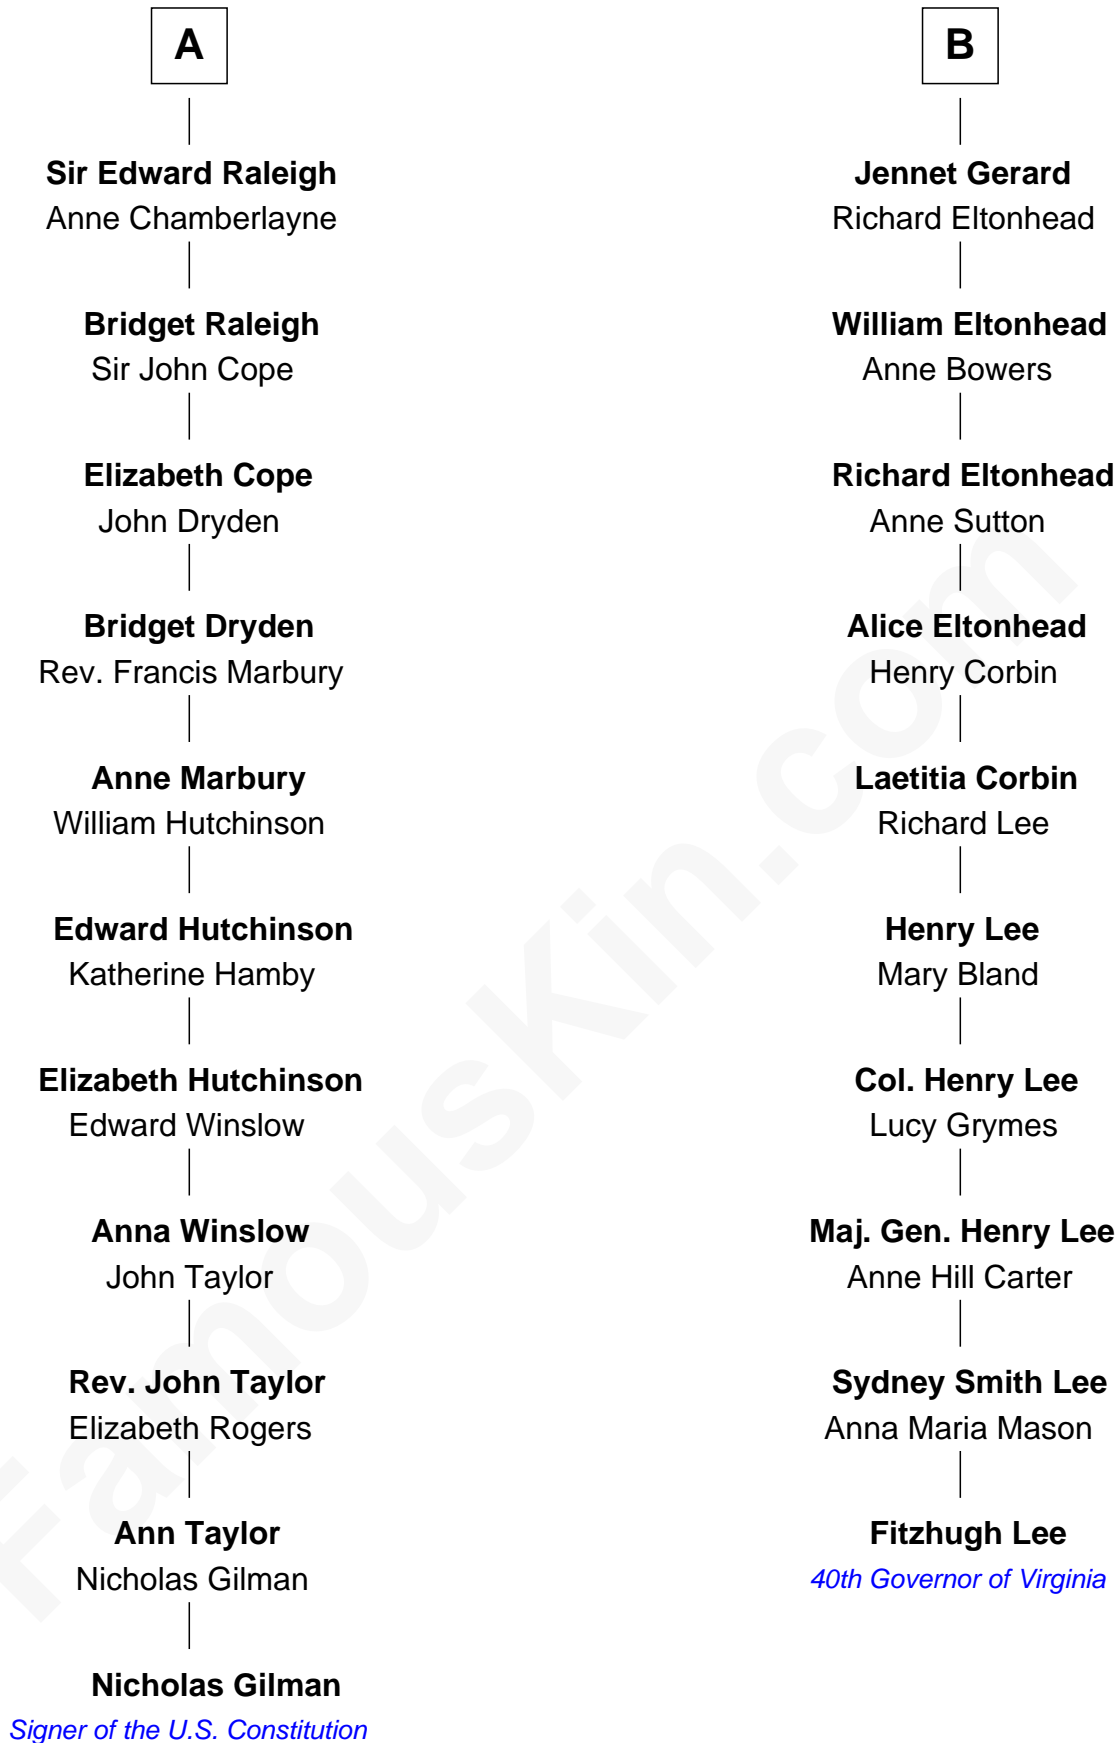 A
Sir Edward Raleigh
Anne Chamberlayne
Bridget Raleigh
Sir John Cope
Elizabeth Cope
John Dryden
Bridget Dryden
Rev. Francis Marbury
Anne Marbury
William Hutchinson
Edward Hutchinson
Katherine Hamby
Elizabeth Hutchinson
Edward Winslow
Anna Winslow
John Taylor
Rev. John Taylor
Elizabeth Rogers
Ann Taylor
Nicholas Gilman
Nicholas Gilman
Signer of the U.S. Constitution
B
Jennet Gerard
Richard Eltonhead
William Eltonhead
Anne Bowers
Richard Eltonhead
Anne Sutton
Alice Eltonhead
Henry Corbin
Laetitia Corbin
Richard Lee
Henry Lee
Mary Bland
Col. Henry Lee
Lucy Grymes
Maj. Gen. Henry Lee
Anne Hill Carter
Sydney Smith Lee
Anna Maria Mason
Fitzhugh Lee
40th Governor of Virginia
FamousKin.com